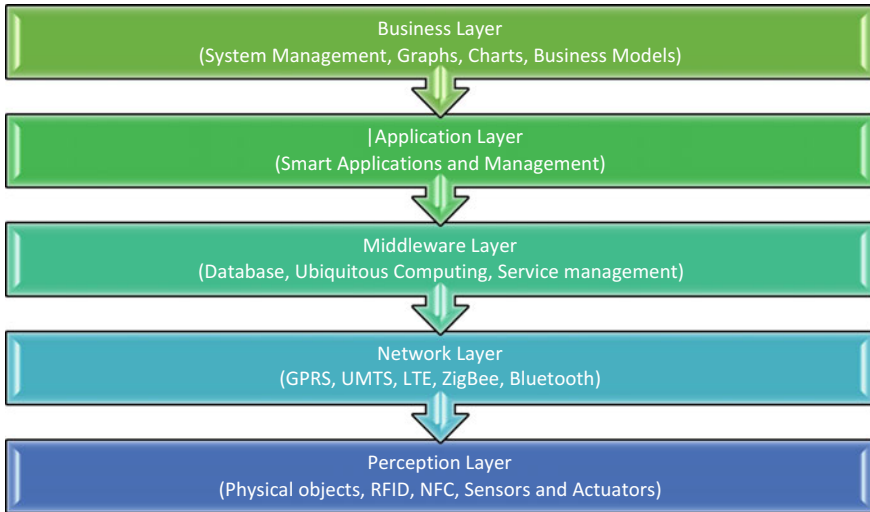 Business Layer
(System Management, Graphs, Charts, Business Models)
|Application Layer
(Smart Applications and Management)
Middleware Layer
(Database, Ubiquitous Computing, Service management)
Network Layer
(GPRS, UMTS, LTE, ZigBee, Bluetooth)
Perception Layer
(Physical objects, RFID, NFC, Sensors and Actuators)